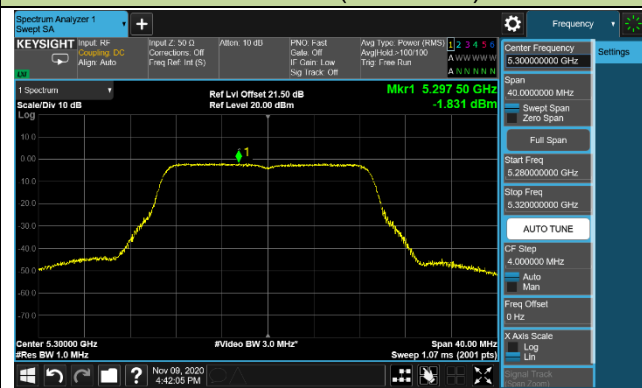 Spectrum Analyzer 1
Swept SA
Frequency
KEYSIGHT
Input: RF
Coupling: DC
Align: Auto
Input Z: 50 Ω
Corrections: Off
Freq Ref: Int (S)
Atten: 10 dB
PNO: Fast
Gate: Off
IF Gain: Low
Sig Track: Off
Avg Type: Power (RMS)
Avg|Hold:>100/100
Trig: Free Run
1 2 3 4 5 6
A W W W W W
A N N N N N
LNI
Center Frequency
5.300000000 GHz
Settings
Span
40.0000000 MHz
Swept Span
Zero Span
Full Span
Start Freq
5.280000000 GHz
Stop Freq
5.320000000 GHz
AUTO TUNE
CF Step
4.000000 MHz
Auto
Man
Freq Offset
0 Hz
X Axis Scale
Log
Lin
Signal Track
(Span Zoom)
1 Spectrum
Scale/Div 10 dB
Log
Ref Lvl Offset 21.50 dB
Ref Level 20.00 dBm
Mkr1 5.297 50 GHz
-1.831 dBm
1
10.0
0.00
-10.0
-20.0
-30.0
-40.0
-50.0
-60.0
-70.0
Center 5.30000 GHz
#Res BW 1.0 MHz
#Video BW 3.0 MHz*
Span 40.00 MHz
Sweep 1.07 ms (2001 pts)
?
Nov 09, 2020
4:42:05 PM